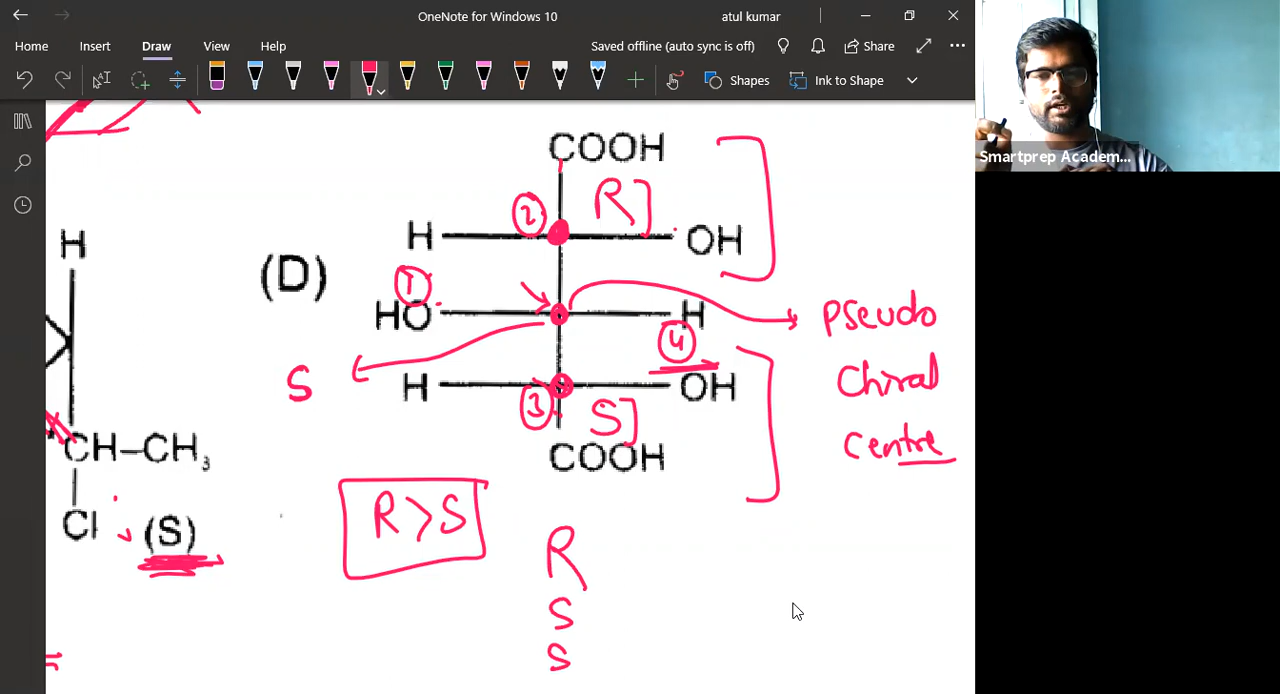 OneNote for Windows 10
atul kumar
Home Insert Draw View Help
Saved offline (auto sync is off)
Share
Shapes
Ink to Shape
Smartprep Academ...
COOH
② R
H OH
(D)
①
HO H
Pseudo
④
Chiral
centre
S
H OH
③ S
COOH
H
CH–CH₃
Cl (S)
R > S
R
S
S